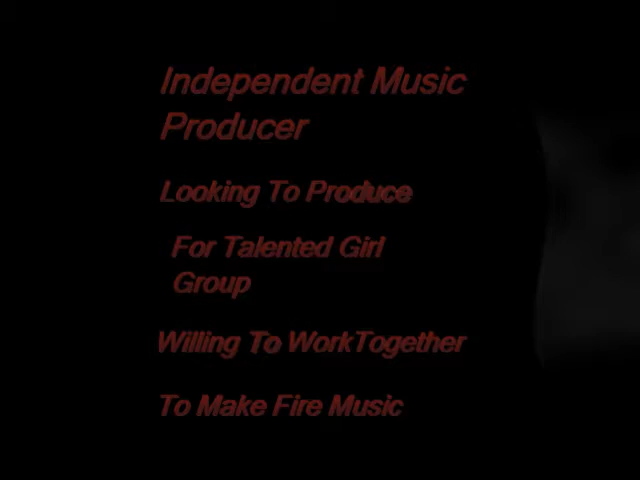 Independent Music
Producer
Looking To Produce
For Talented Girl
Group
Willing To WorkTogether
To Make Fire Music